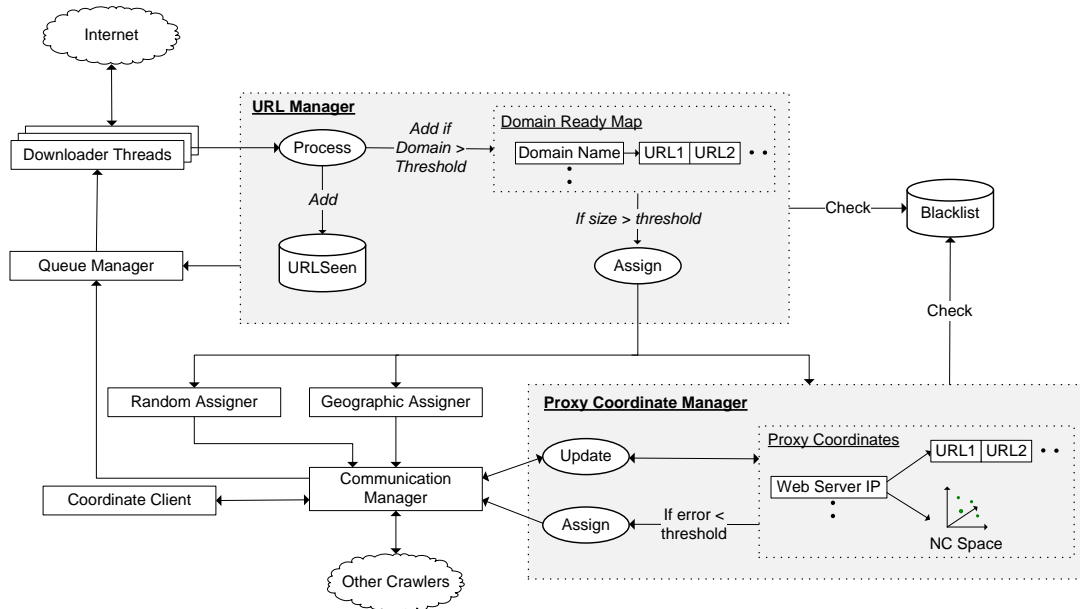 Internet
URL Manager
Add if
Domain >
Threshold
Domain Ready Map
Downloader Threads
Process
Domain Name
URL1
URL2
Add
If size > threshold
Check
Blacklist
Queue Manager
URLSeen
Assign
Check
Random Assigner
Geographic Assigner
Proxy Coordinate Manager
Proxy Coordinates
Update
URL1
URL2
Communication
Manager
Web Server IP
Coordinate Client
Assign
If error <
threshold
NC Space
Other Crawlers